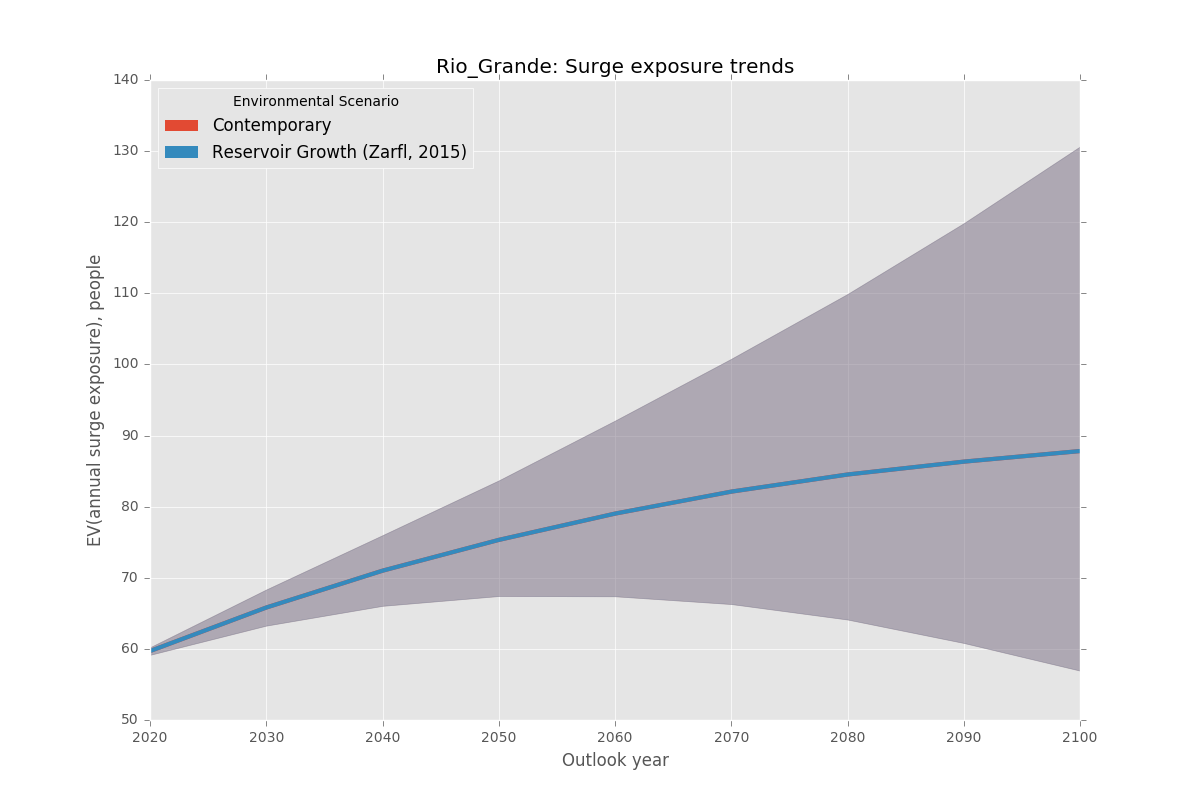 Rio_Grande: Surge exposure trends
Environmental Scenario
Contemporary
Reservoir Growth (Zarfl, 2015)
EV(annual surge exposure), people
140
130
120
110
100
90
80
70
60
50
2020 2030 2040 2050 2060 2070 2080 2090 2100
Outlook year